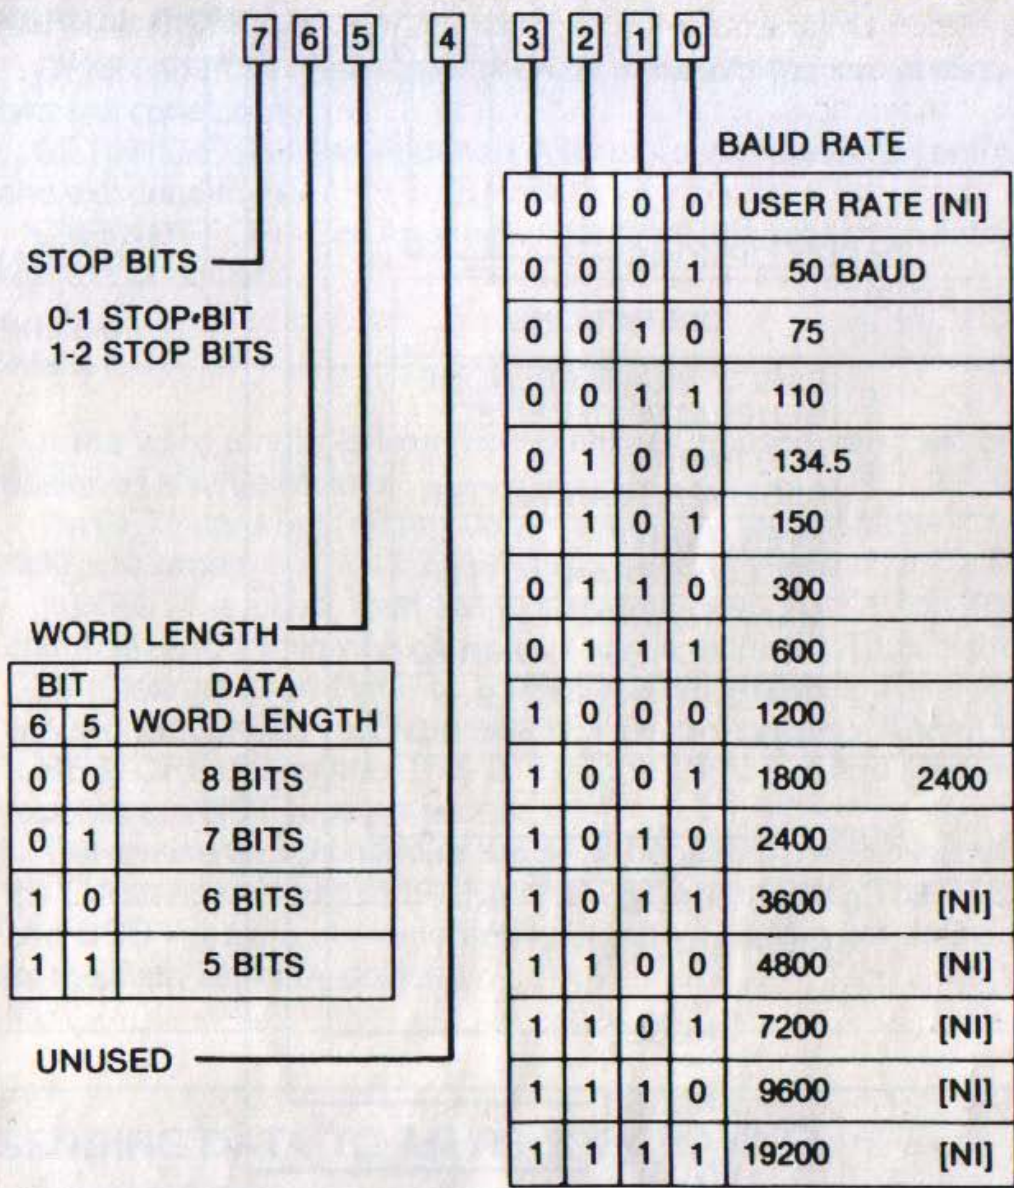 7 6 5 4 3 2 1 0
BAUD RATE
0 0 0 0 USER RATE [NI]
0 0 0 1 50 BAUD
0 0 1 0 75
0 0 1 1 110
0 1 0 0 134.5
0 1 0 1 150
0 1 1 0 300
0 1 1 1 600
1 0 0 0 1200
1 0 0 1 1800 2400
1 0 1 0 2400
1 0 1 1 3600 [NI]
1 1 0 0 4800 [NI]
1 1 0 1 7200 [NI]
1 1 1 0 9600 [NI]
1 1 1 1 19200 [NI]
STOP BITS
0-1 STOP•BIT
1-2 STOP BITS
WORD LENGTH
BIT DATA
6 5 WORD LENGTH
0 0 8 BITS
0 1 7 BITS
1 0 6 BITS
1 1 5 BITS
UNUSED